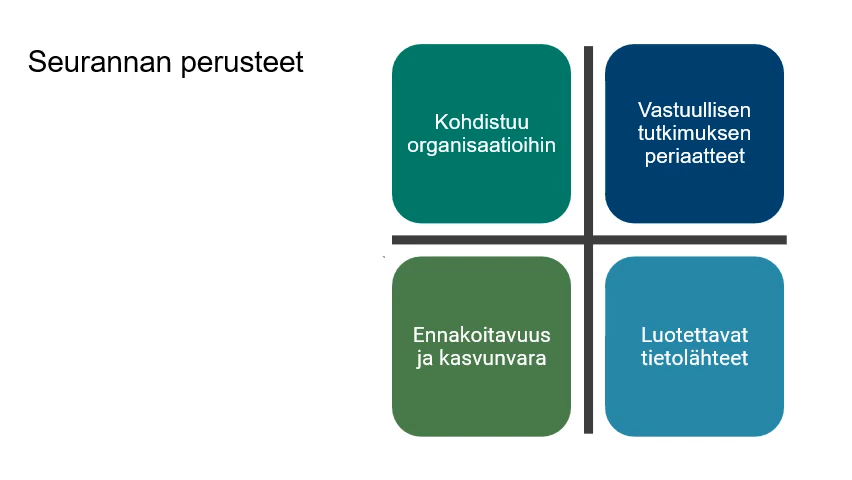 Seurannan perusteet
Kohdistuu
organisaatioihin
Vastuullisen
tutkimuksen
periaatteet
Ennakoitavuus
ja kasvunvara
Luotettavat
tietolähteet